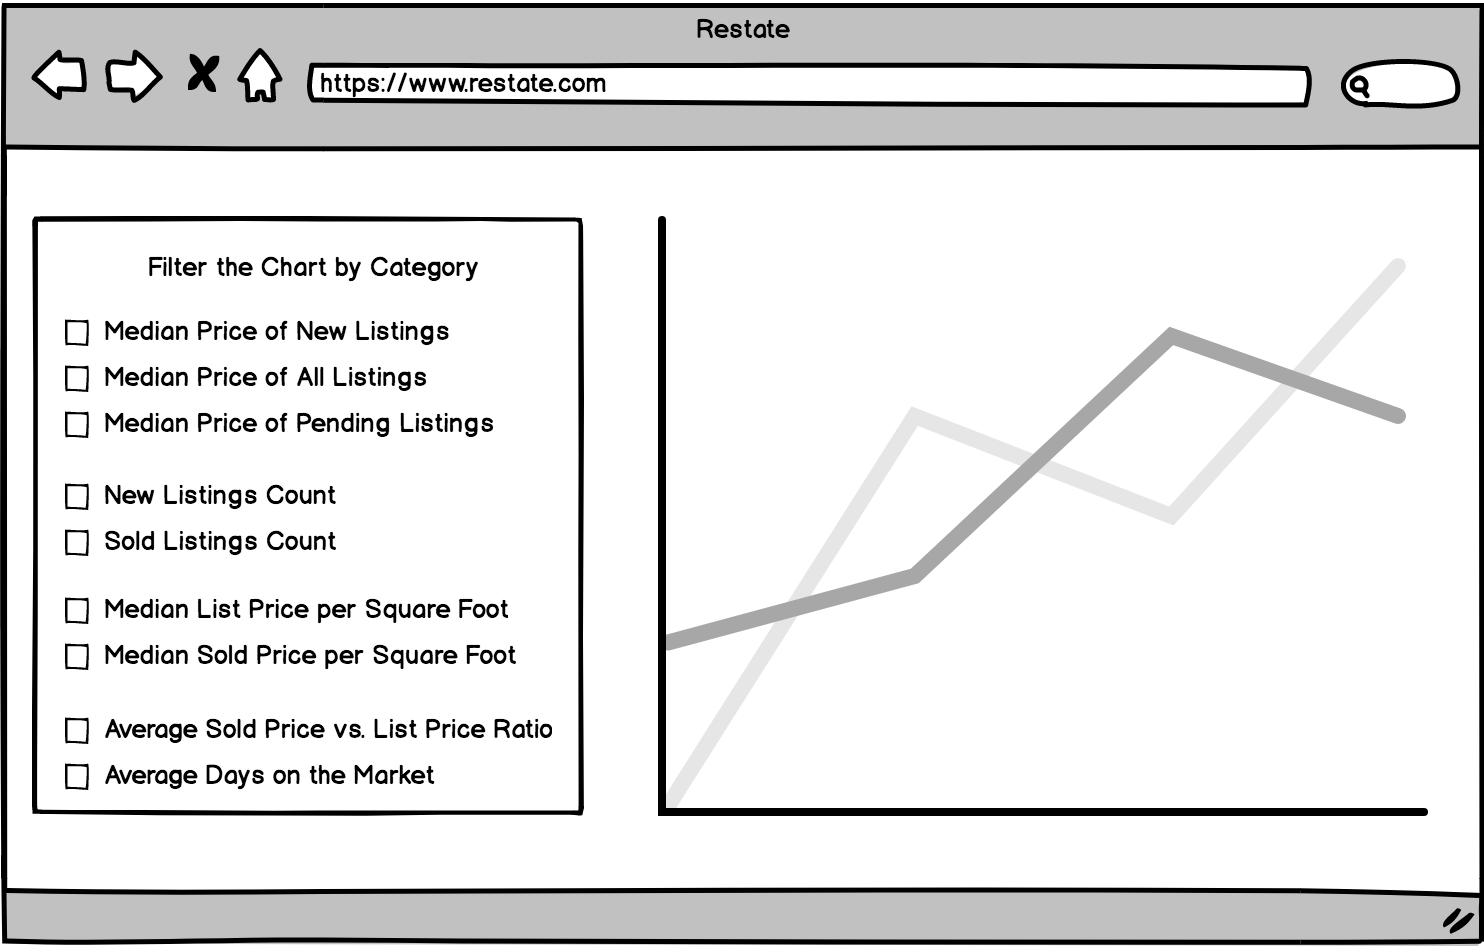 Restate
https://www.restate.com
Filter the Chart by Category
Median Price of New Listings
Median Price of All Listings
Median Price of Pending Listings
New Listings Count
Sold Listings Count
Median List Price per Square Foot
Median Sold Price per Square Foot
Average Sold Price vs. List Price Ratio
Average Days on the Market